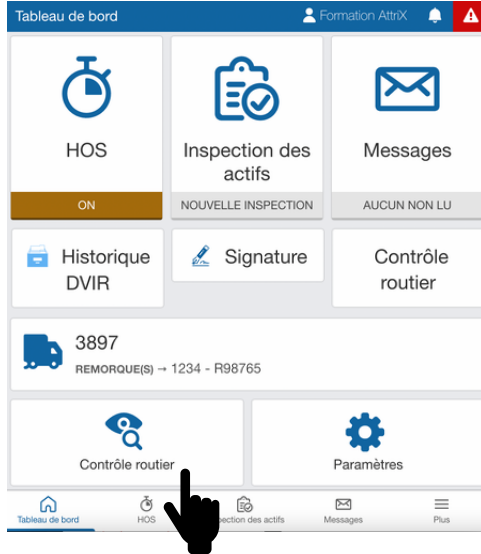 Tableau de bord
Formation AttriX
HOS
ON
Inspection des
actifs
NOUVELLE INSPECTION
Messages
AUCUN NON LU
Historique
DVIR
Signature
Contrôle
routier
3897
REMORQUE(S) → 1234 - R98765
Contrôle routier
Paramètres
Tableau de bord
HOS
ection des actifs
Messages
Plus